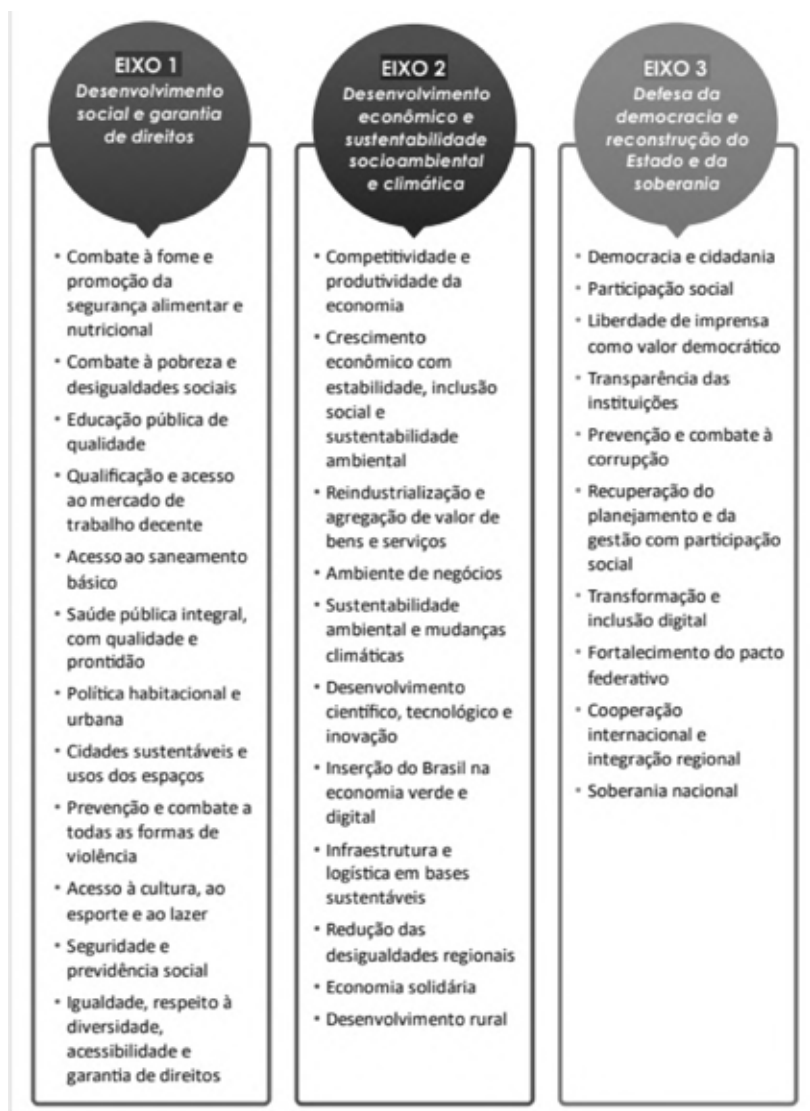 EIXO 1
Desenvolvimento
social e garantia
de direitos
• Combate à fome e
promoção da
segurança alimentar e
nutricional
• Combate à pobreza e
desigualdades sociais
• Educação pública de
qualidade
• Qualificação e acesso
ao mercado de
trabalho decente
• Acesso ao saneamento
básico
• Saúde pública integral,
com qualidade e
prontidão
• Política habitacional e
urbana
• Cidades sustentáveis e
usos dos espaços
• Prevenção e combate a
todas as formas de
violência
• Acesso à cultura, ao
esporte e ao lazer
• Seguridade e
previdência social
• Igualdade, respeito à
diversidade,
acessibilidade e
garantia de direitos
EIXO 2
Desenvolvimento
econômico e
sustentabilidade
socioambiental
e climática
• Competitividade e
produtividade da
economia
• Crescimento
econômico com
estabilidade, inclusão
social e
sustentabilidade
ambiental
• Reindustrialização e
agregação de valor de
bens e serviços
• Ambiente de negócios
• Sustentabilidade
ambiental e mudanças
climáticas
• Desenvolvimento
científico, tecnológico e
inovação
• Inserção do Brasil na
economia verde e
digital
• Infraestrutura e
logística em bases
sustentáveis
• Redução das
desigualdades regionais
• Economia solidária
• Desenvolvimento rural
EIXO 3
Defesa da
democracia e
reconstrução do
Estado e da
soberania
• Democracia e cidadania
• Participação social
• Liberdade de imprensa
como valor democrático
• Transparência das
instituições
• Prevenção e combate à
corrupção
• Recuperação do
planejamento e da
gestão com participação
social
• Transformação e
inclusão digital
• Fortalecimento do pacto
federativo
• Cooperação
internacional e
integração regional
• Soberania nacional